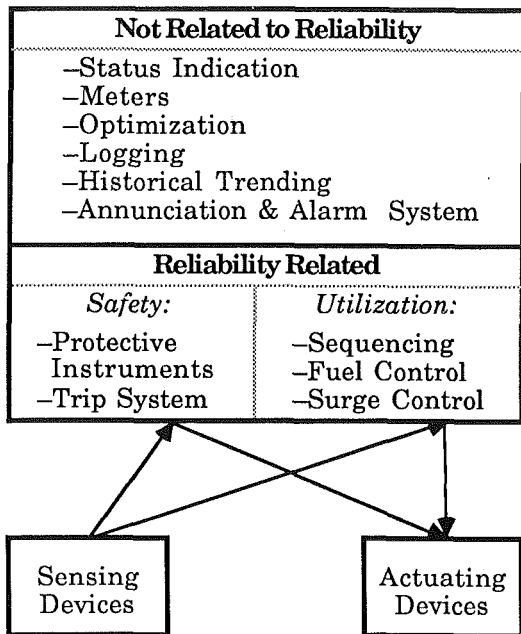 Not Related to Reliability
–Status Indication
–Meters
–Optimization
–Logging
–Historical Trending
–Annunciation & Alarm System
Reliability Related
Safety:
–Protective
Instruments
–Trip System
Utilization:
–Sequencing
–Fuel Control
–Surge Control
Sensing
Devices
Actuating
Devices